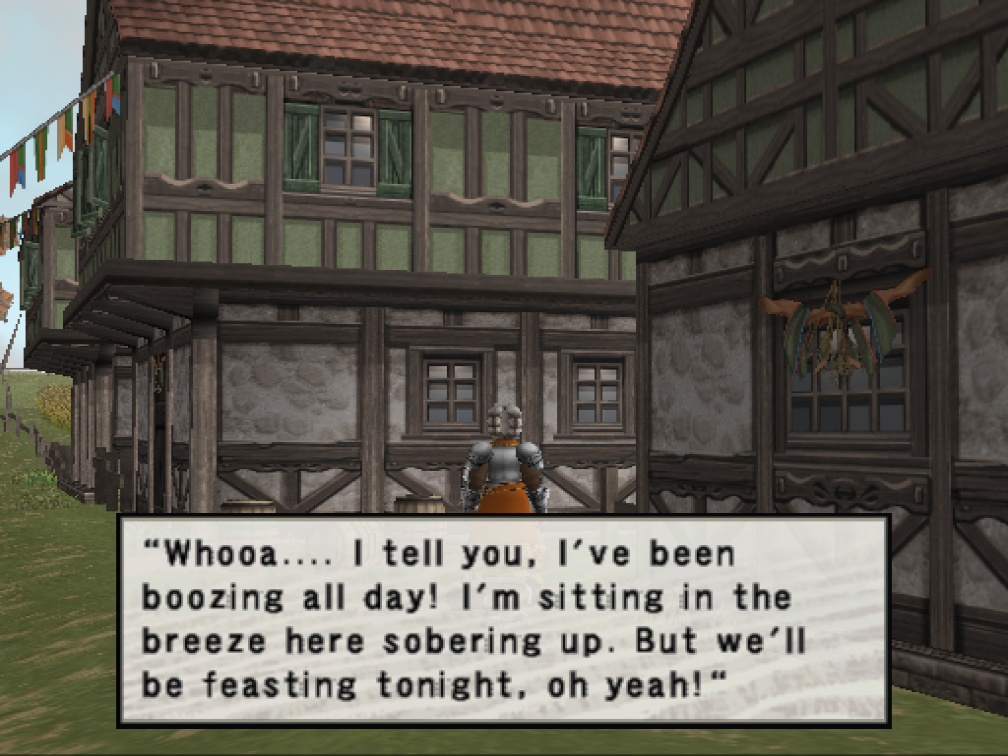 “Whooa.... I tell you, I've been
boozing all day! I'm sitting in the
breeze here sobering up. But we'll
be feasting tonight, oh yeah!“